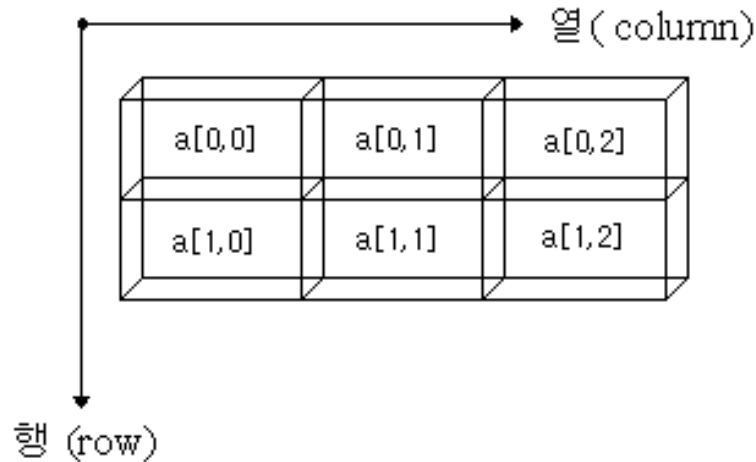 열( column)
a[0,0] a[0,1] a[0,2]
a[1,0] a[1,1] a[1,2]
행 (row)